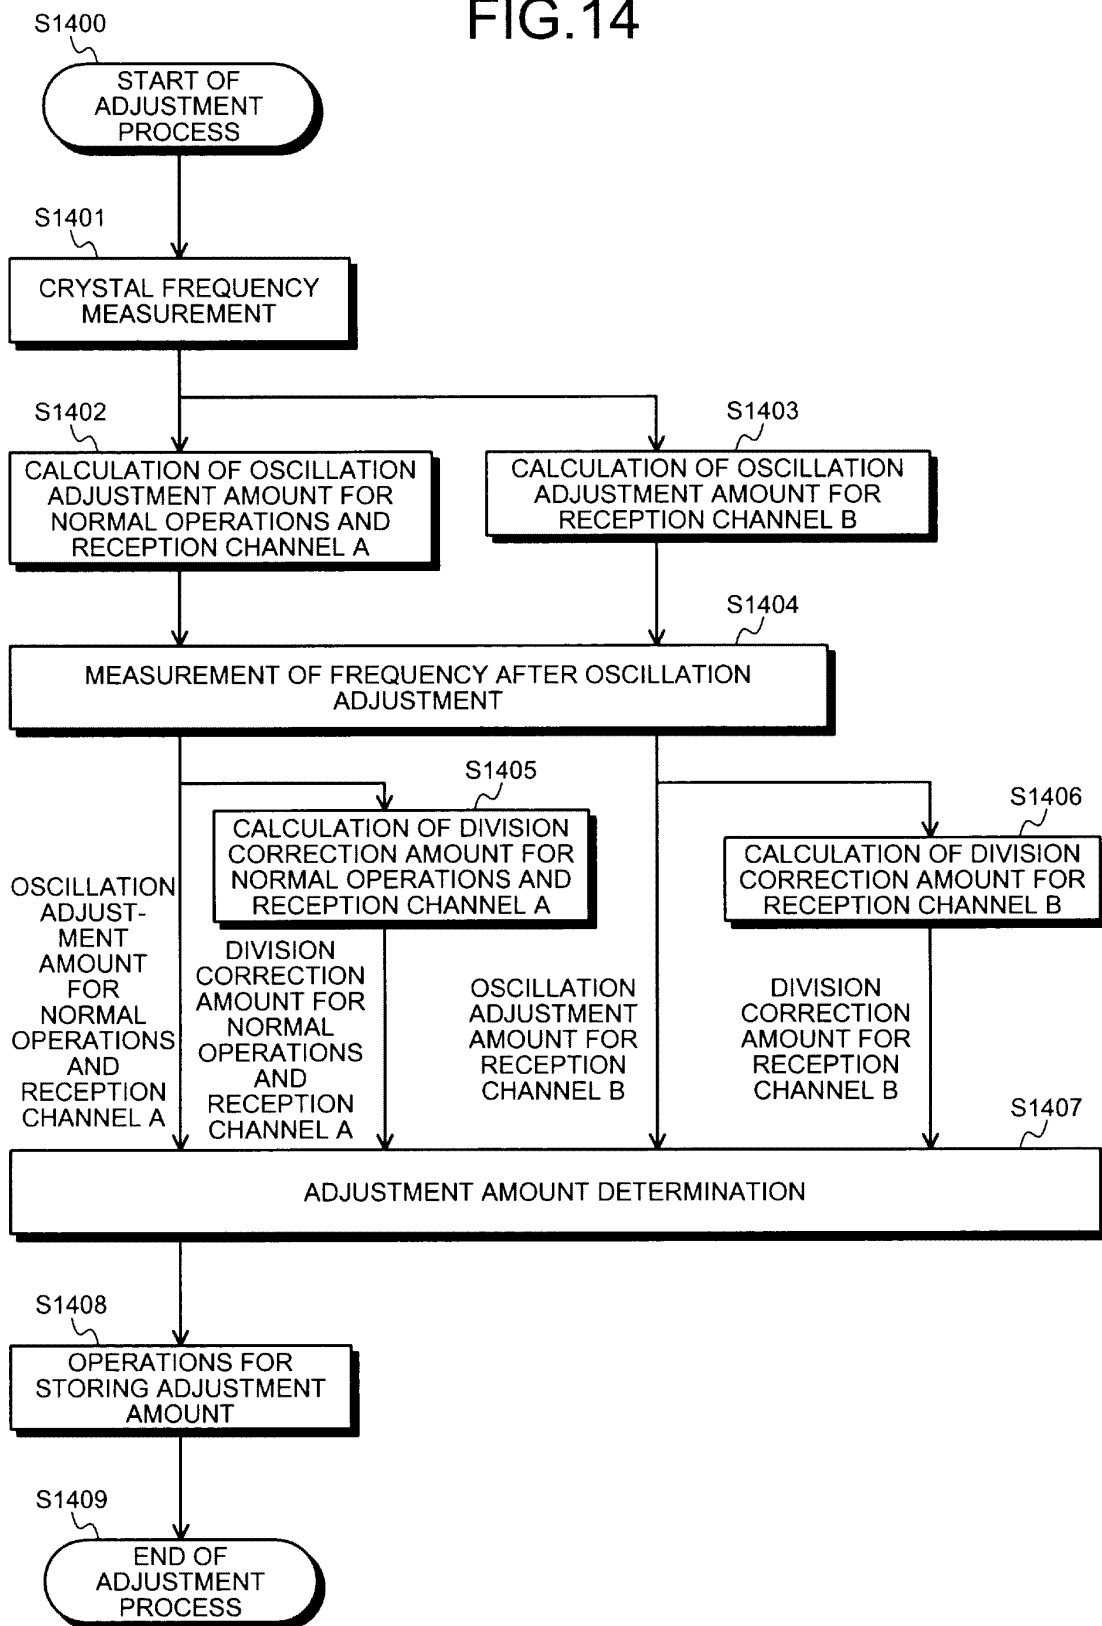 FIG.14
S1400
START OF
ADJUSTMENT
PROCESS
S1401
CRYSTAL FREQUENCY
MEASUREMENT
S1402
CALCULATION OF OSCILLATION
ADJUSTMENT AMOUNT FOR
NORMAL OPERATIONS AND
RECEPTION CHANNEL A
S1403
CALCULATION OF OSCILLATION
ADJUSTMENT AMOUNT FOR
RECEPTION CHANNEL B
S1404
MEASUREMENT OF FREQUENCY AFTER OSCILLATION
ADJUSTMENT
S1405
CALCULATION OF DIVISION
CORRECTION AMOUNT FOR
NORMAL OPERATIONS AND
RECEPTION CHANNEL A
S1406
CALCULATION OF DIVISION
CORRECTION AMOUNT FOR
RECEPTION CHANNEL B
OSCILLATION
ADJUST-
MENT
AMOUNT
FOR
NORMAL
OPERATIONS
AND
RECEPTION
CHANNEL A
DIVISION
CORRECTION
AMOUNT FOR
NORMAL
OPERATIONS
AND
RECEPTION
CHANNEL A
OSCILLATION
ADJUSTMENT
AMOUNT FOR
RECEPTION
CHANNEL B
DIVISION
CORRECTION
AMOUNT FOR
RECEPTION
CHANNEL B
S1407
ADJUSTMENT AMOUNT DETERMINATION
S1408
OPERATIONS FOR
STORING ADJUSTMENT
AMOUNT
S1409
END OF
ADJUSTMENT
PROCESS